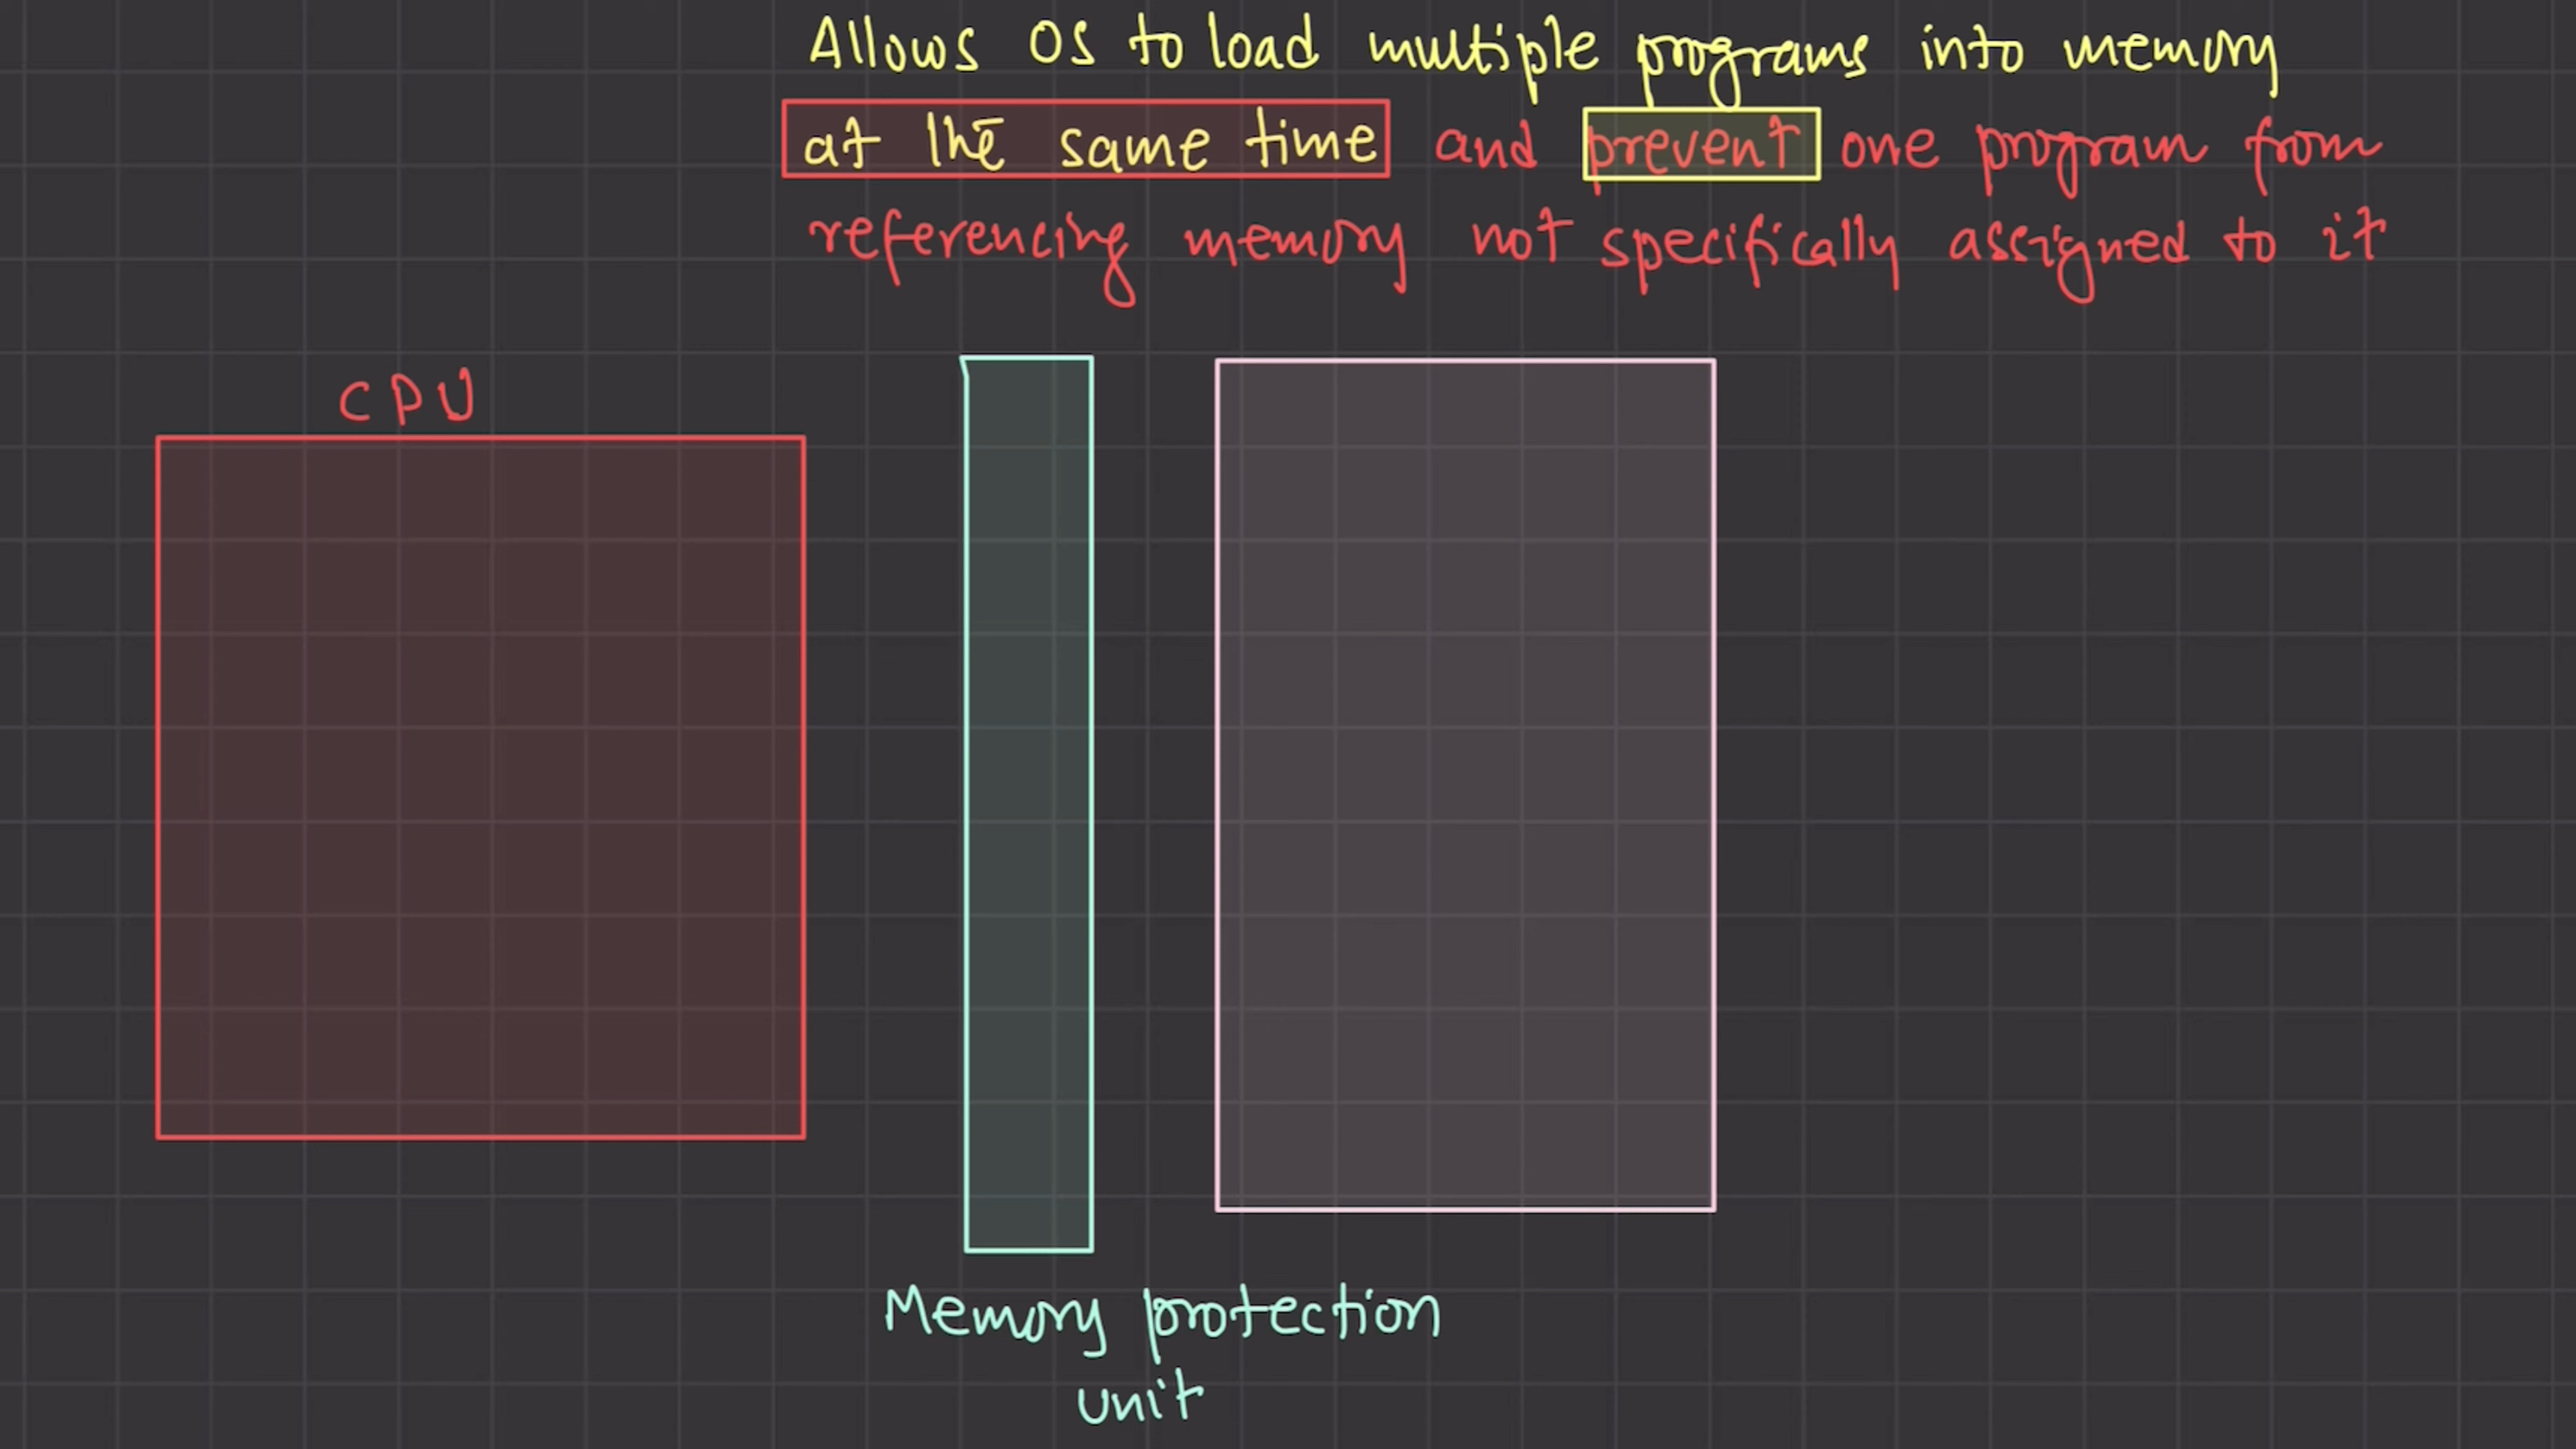 Allows OS to load multiple programs into memory
at the same time and prevent one program from
referencing memory not specifically assigned to it
CPU
Memory protection
unit